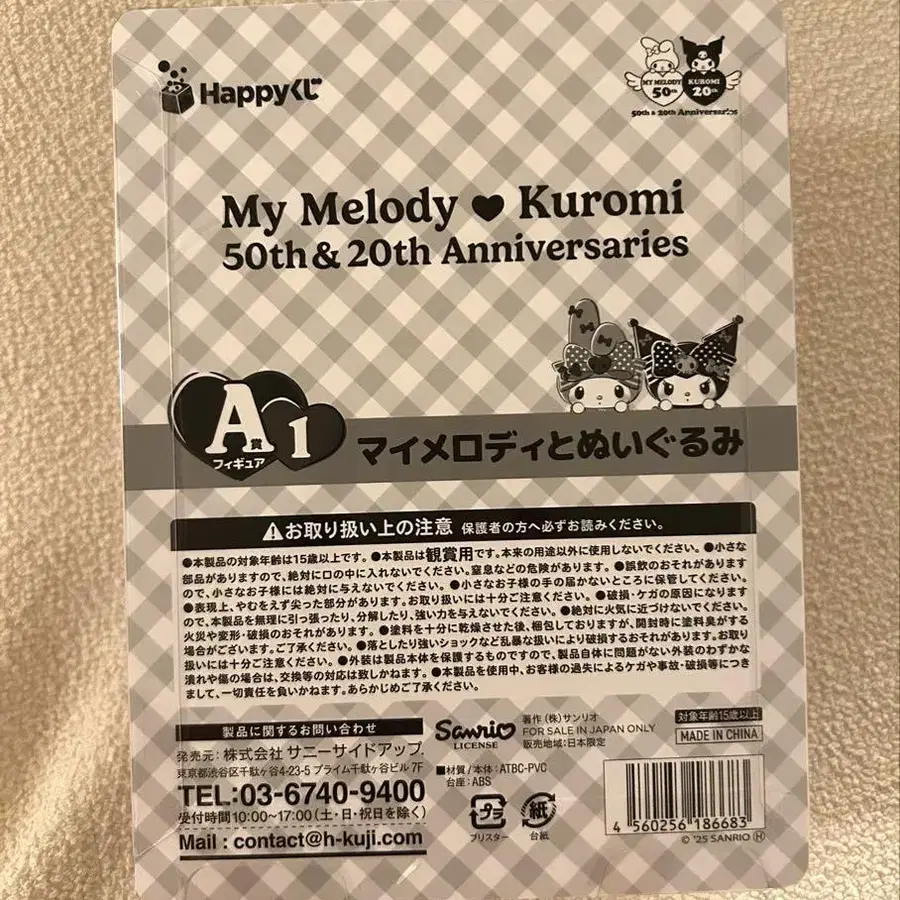 Happyくじ
MY MELODY 50th
KUROMI 20th
50th & 20th Anniversaries
My Melody ♥ Kuromi
50th & 20th Anniversaries
A賞 1
フィギュア
マイメロディとぬいぐるみ
⚠お取り扱い上の注意 保護者の方へ必ずお読みください。
●本製品の対象年齢は15歳以上です。●本製品は観賞用です。本来の用途以外に使用しないでください。●小さな
部品がありますので、絶対に口の中に入れないでください。窒息などの危険があります。●誤飲のおそれがあります
ので、小さなお子様には絶対に与えないでください。●小さなお子様の手の届かないところに保管してください。
●表現上、やむをえず尖った部分があります。お取り扱いには十分ご注意ください。●破損・ケガの原因になります
ので、本製品を無理に引っ張ったり、分解したり、強い力を与えないでください。●絶対に火気に近づけないでください。
火災や変形・破損のおそれがあります。●塗料を十分に乾燥させた後、梱包しておりますが、開封時に塗料臭がする
場合がございます。ご了承ください。●落としたり強いショックなど乱暴な扱いにより破損するおそれがあります。お取り
扱いには十分ご注意ください。●外装は製品本体を保護するものですので、製品自体に問題がない外装のわずかな
潰れや傷の場合は、交換等の対応は致しかねます。●本製品を使用中、お客様の過失によるケガや事故・破損等につき
まして、一切責任を負いかねます。あらかじめご了承ください。
製品に関するお問い合わせ
発売元: 株式会社 サニーサイドアップ.
東京都渋谷区千駄ヶ谷4-23-5 プライム千駄ヶ谷ビル 7F
TEL:03-6740-9400
受付時間10:00~17:00(土・日・祝日を除く)
Mail : contact@h-kuji.com
Sanrio
LICENSE
著作 (株)サンリオ
FOR SALE IN JAPAN ONLY
販売地域:日本限定
対象年齢15歳以上
MADE IN CHINA
■材質/本体:ATBC-PVC
台座:ABS
プラ
ブリスター
紙
台紙
4 560256 186683
© '25 SANRIO Ⓗ